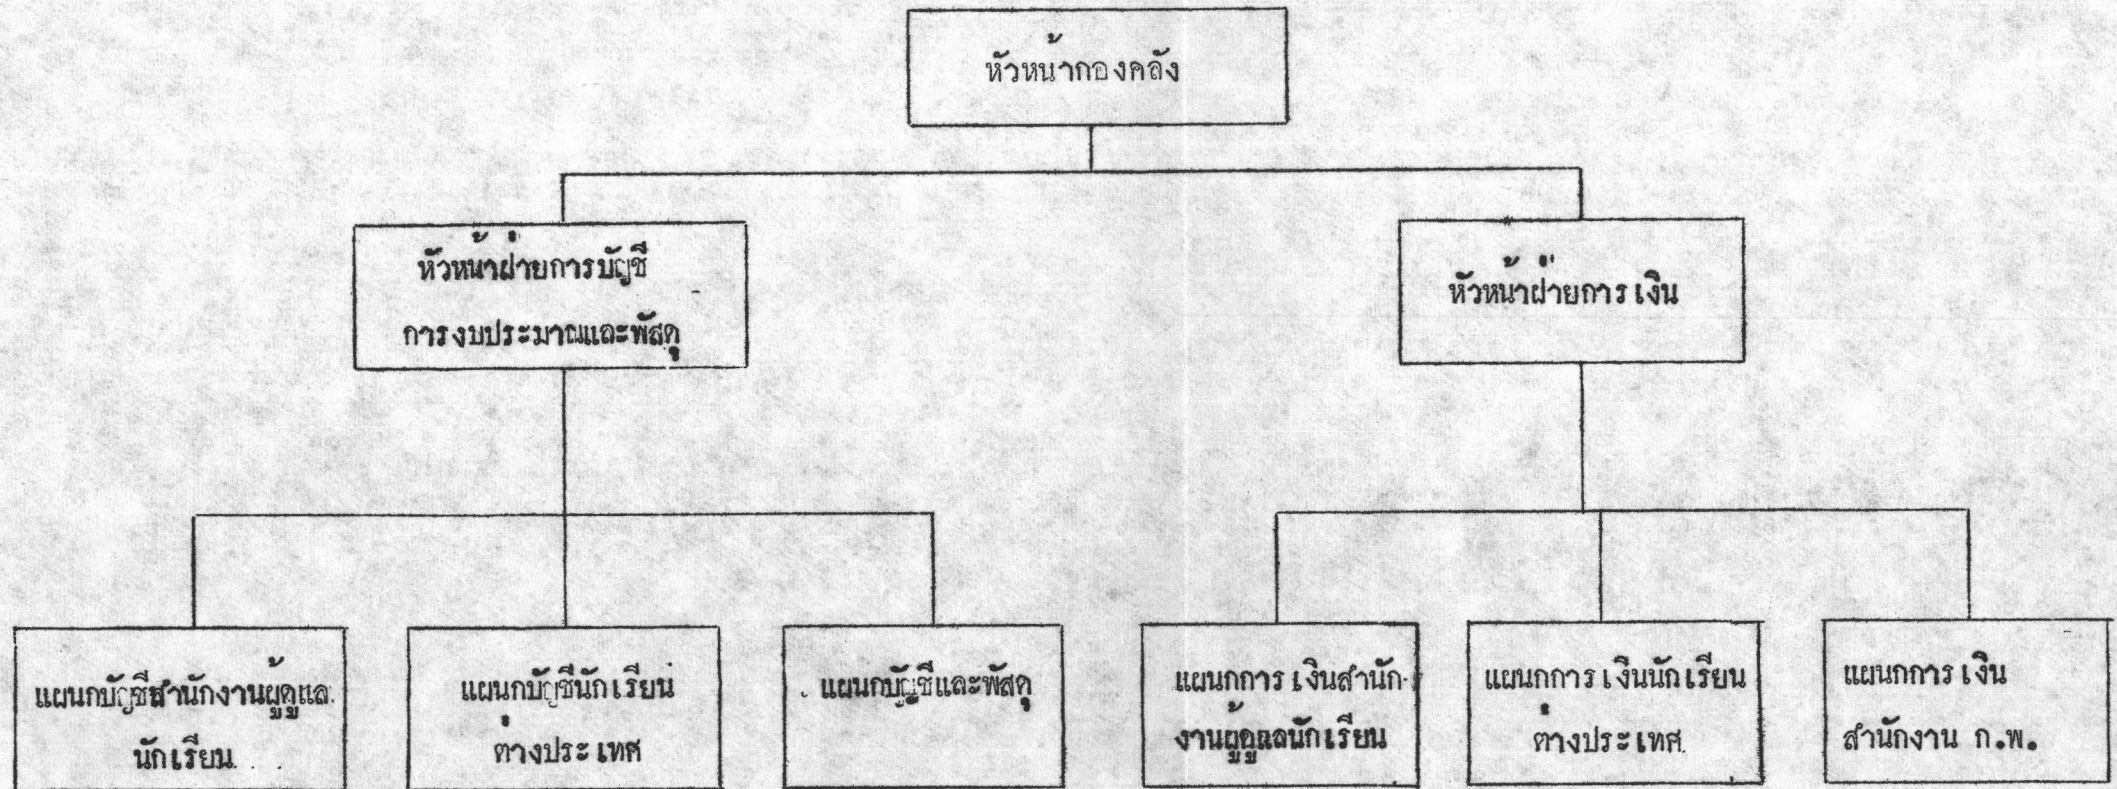 หัวหน้ากองคลัง
หัวหน้าฝ่ายการบัญชี
การงบประมาณและพัสดุ
หัวหน้าฝ่ายการเงิน
แผนกบัญชีสำนักงานผู้ดูแล
นักเรียน
แผนกบัญชีนักเรียน
ต่างประเทศ
แผนกบัญชีและพัสดุ
แผนกการเงินสำนัก-
งานผู้ดูแลนักเรียน
แผนกการเงินนักเรียน
ต่างประเทศ
แผนกการเงิน
สำนักงาน ก.พ.